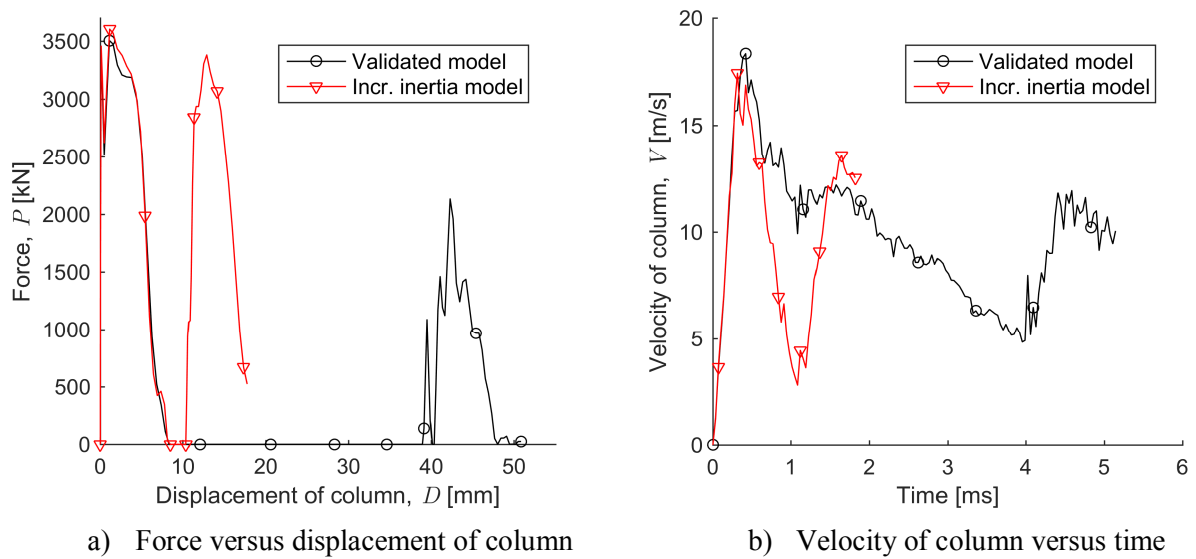 3500
3000
2500
2000
1500
1000
500
0
Force, P [kN]
0 10 20 30 40 50
Displacement of column, D [mm]
Validated model
Incr. inertia model
a) Force versus displacement of column
20
15
10
5
0
Velocity of column, V [m/s]
0 1 2 3 4 5 6
Time [ms]
Validated model
Incr. inertia model
b) Velocity of column versus time